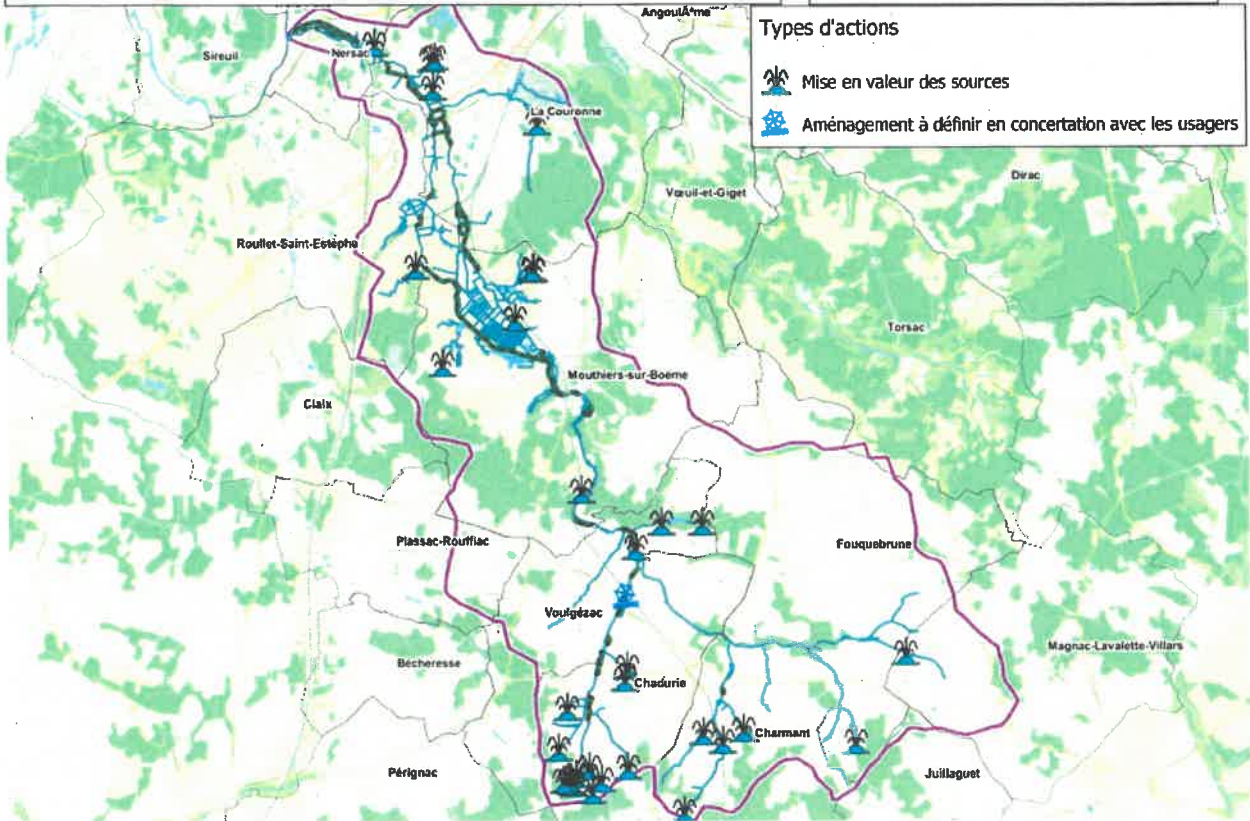 AngoulÃªme
Types d'actions
Sireuil
Nersac
Mise en valeur des sources
La Couronne
Aménagement à définir en concertation avec les usagers
Dirac
Vœuil-et-Giget
Roullet-Saint-Estèphe
Torsac
Mouthiers-sur-Boeme
Claix
Plassac-Rouffiac
Fouquebrune
Voulgézac
Bécheresse
Magnac-Lavalette-Villars
Chadurie
Charmant
Pérignac
Juillaguet